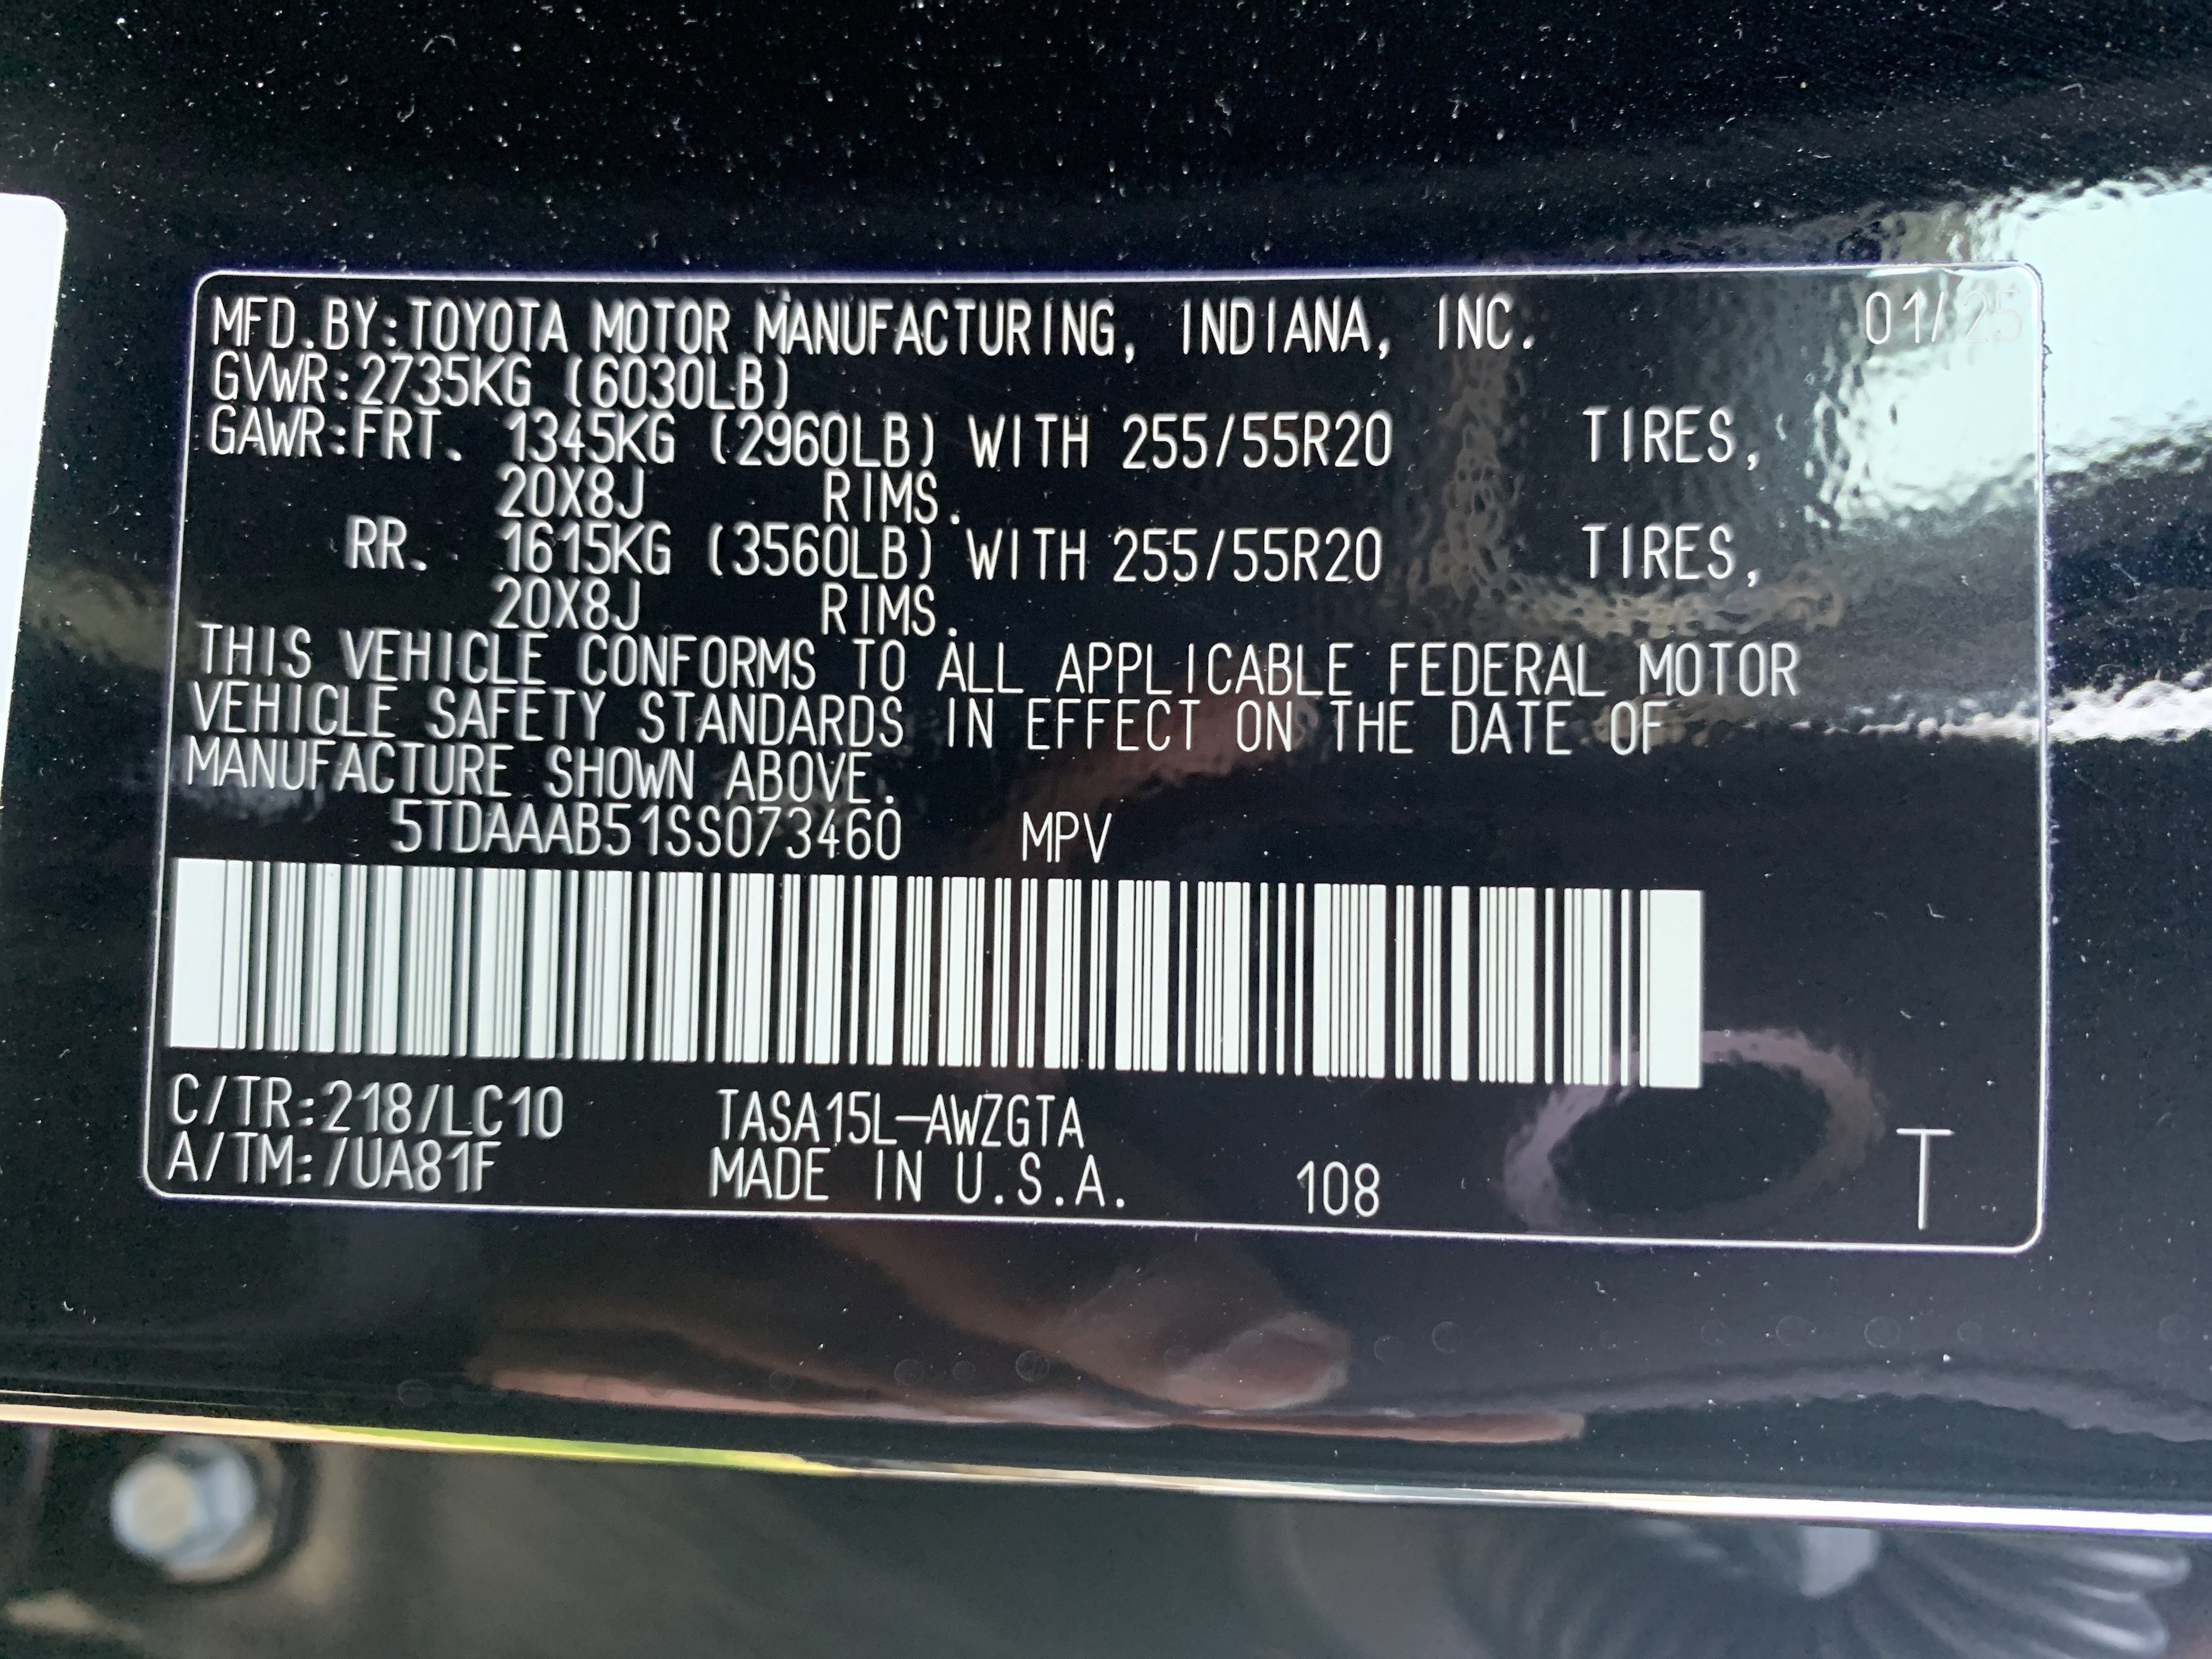 MFD.BY:TOYOTA MOTOR MANUFACTURING, INDIANA, INC. 01/25
GVWR:2735KG (6030LB)
GAWR:FRT. 1345KG (2960LB) WITH 255/55R20 TIRES,
20X8J RIMS.
RR. 1615KG (3560LB) WITH 255/55R20 TIRES,
20X8J RIMS.
THIS VEHICLE CONFORMS TO ALL APPLICABLE FEDERAL MOTOR
VEHICLE SAFETY STANDARDS IN EFFECT ON THE DATE OF
MANUFACTURE SHOWN ABOVE.
5TDAAAB51SS073460 MPV
C/TR:218/LC10 TASA15L-AWZGTA
A/TM:/UA81F MADE IN U.S.A. 108 T